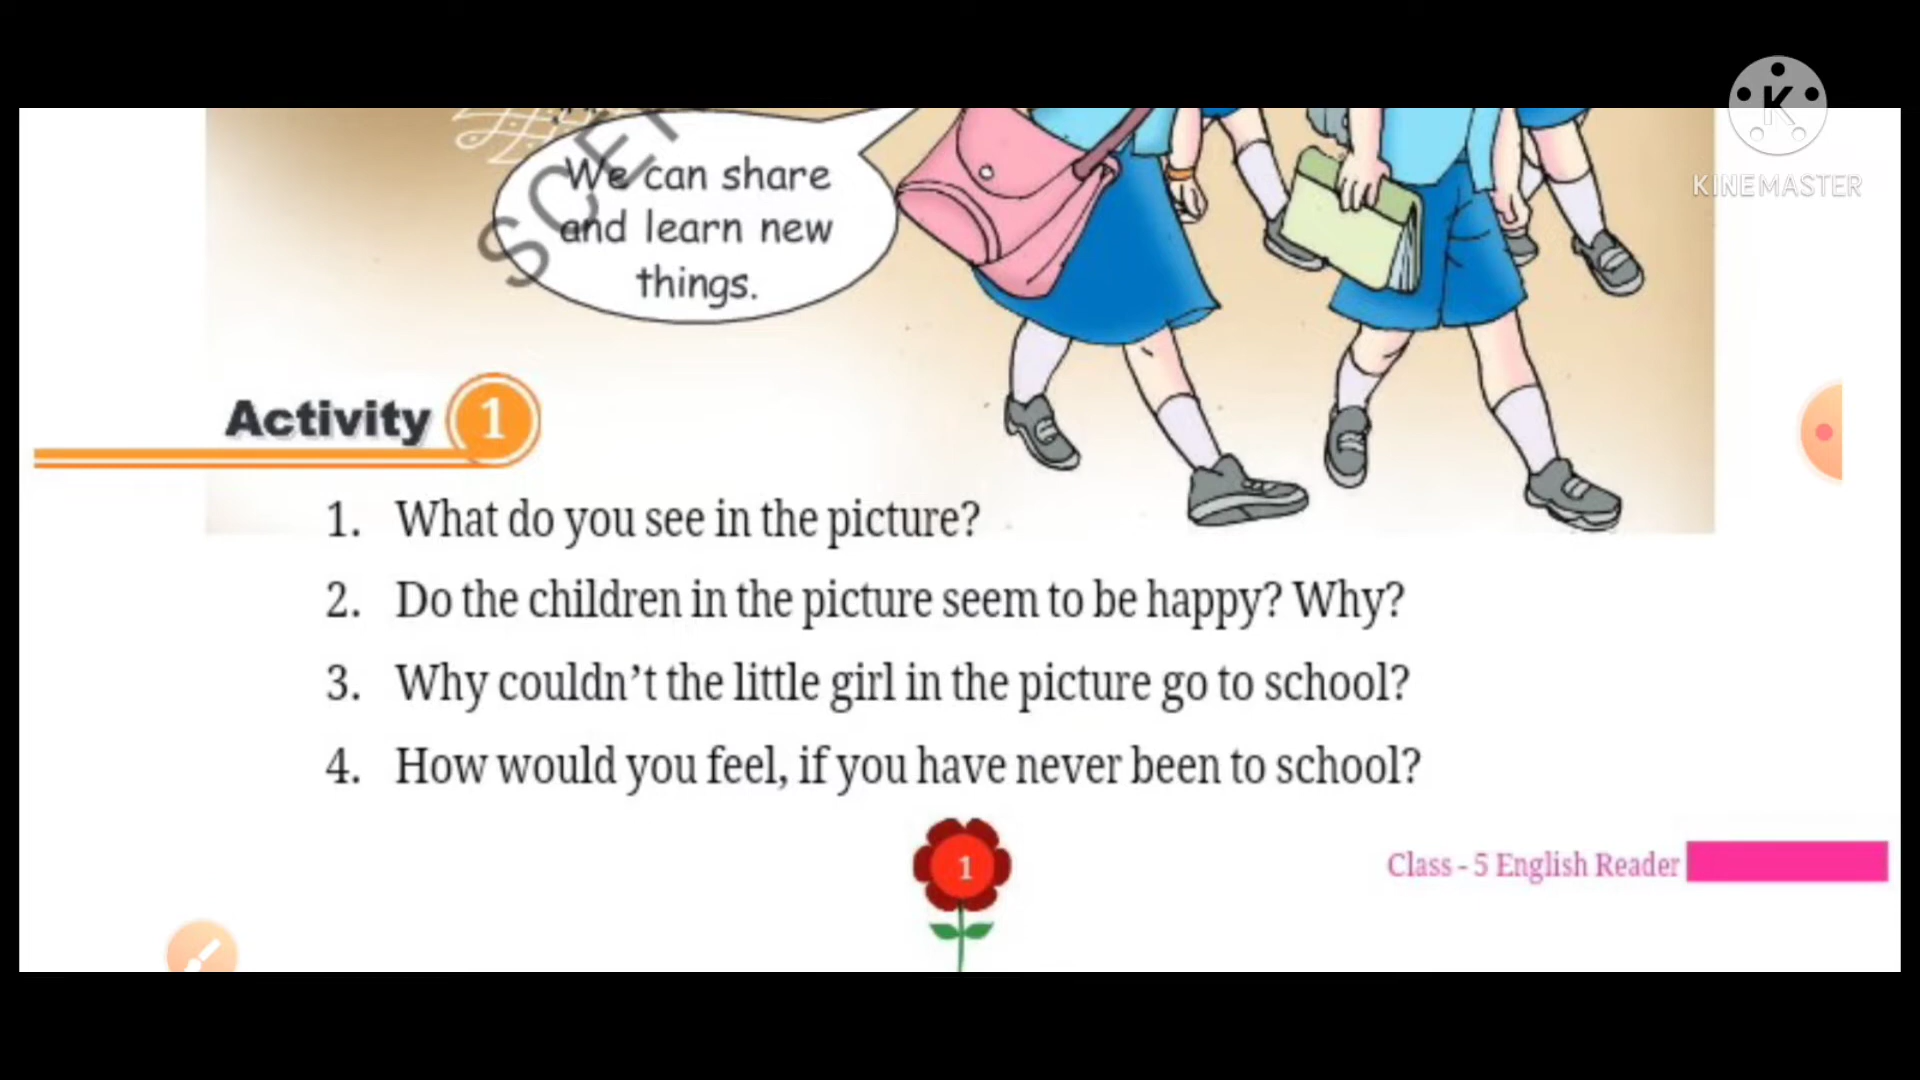 K
KINEMASTER
SCER
We can share
and learn new
things.
Activity 1
1. What do you see in the picture?
2. Do the children in the picture seem to be happy? Why?
3. Why couldn’t the little girl in the picture go to school?
4. How would you feel, if you have never been to school?
1
Class - 5 English Reader